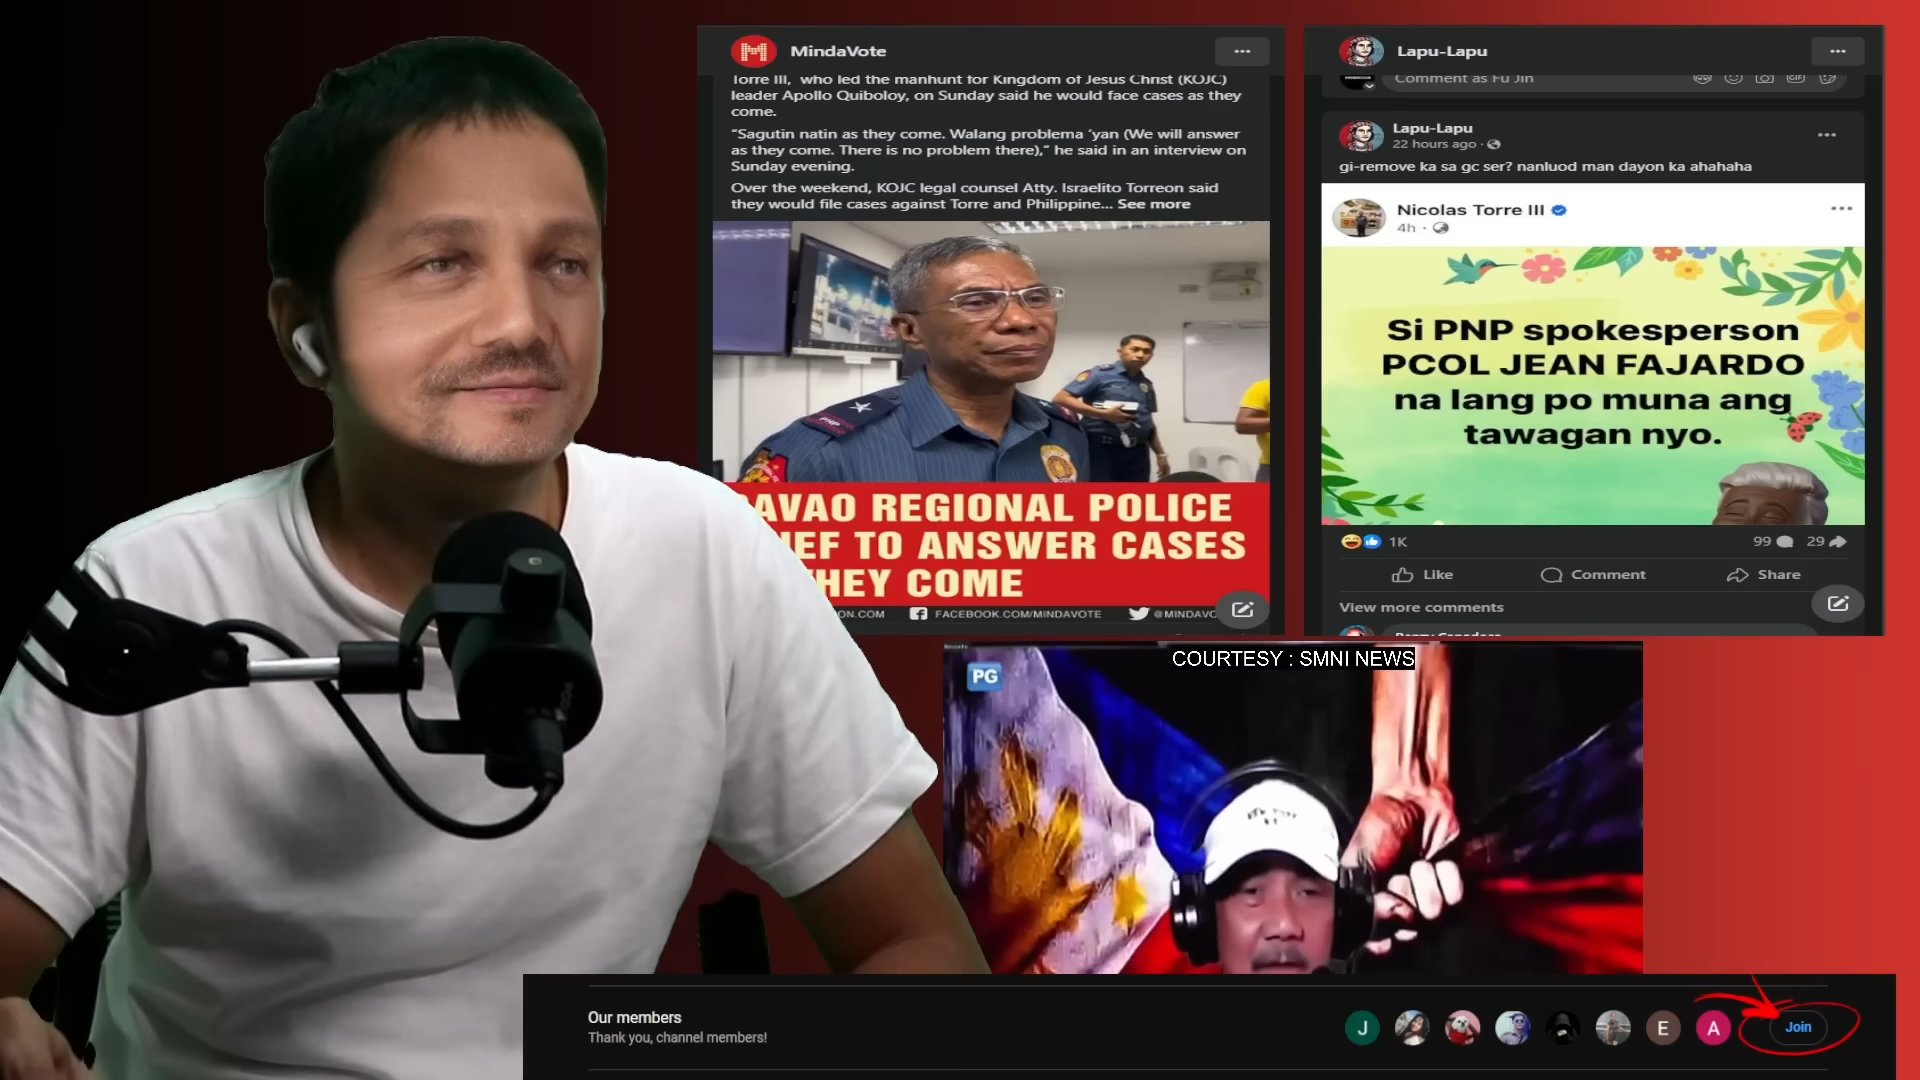 MindaVote
Torre III, who led the manhunt for Kingdom of Jesus Christ (KOJC)
leader Apollo Quiboloy, on Sunday said he would face cases as they
come.
“Sagutin natin as they come. Walang problema ‘yan (We will answer
as they come. There is no problem there),” he said in an interview on
Sunday evening.
Over the weekend, KOJC legal counsel Atty. Israelito Torreon said
they would file cases against Torre and Philippine... See more
PNP
AVAO REGIONAL POLICE
IEF TO ANSWER CASES
HEY COME
ON.COM FACEBOOK.COM/MINDAVOTE @MINDAVO
Lapu-Lapu
Comment as Fu Jin
GIF
Lapu-Lapu
22 hours ago ·
gi-remove ka sa gc ser? nanluod man dayon ka ahahaha
Nicolas Torre III
4h ·
Si PNP spokesperson
PCOL JEAN FAJARDO
na lang po muna ang
tawagan nyo.
1K 99 29
Like Comment Share
View more comments
COURTESY : SMNI NEWS
PG
Our members
Thank you, channel members!
J E A Join